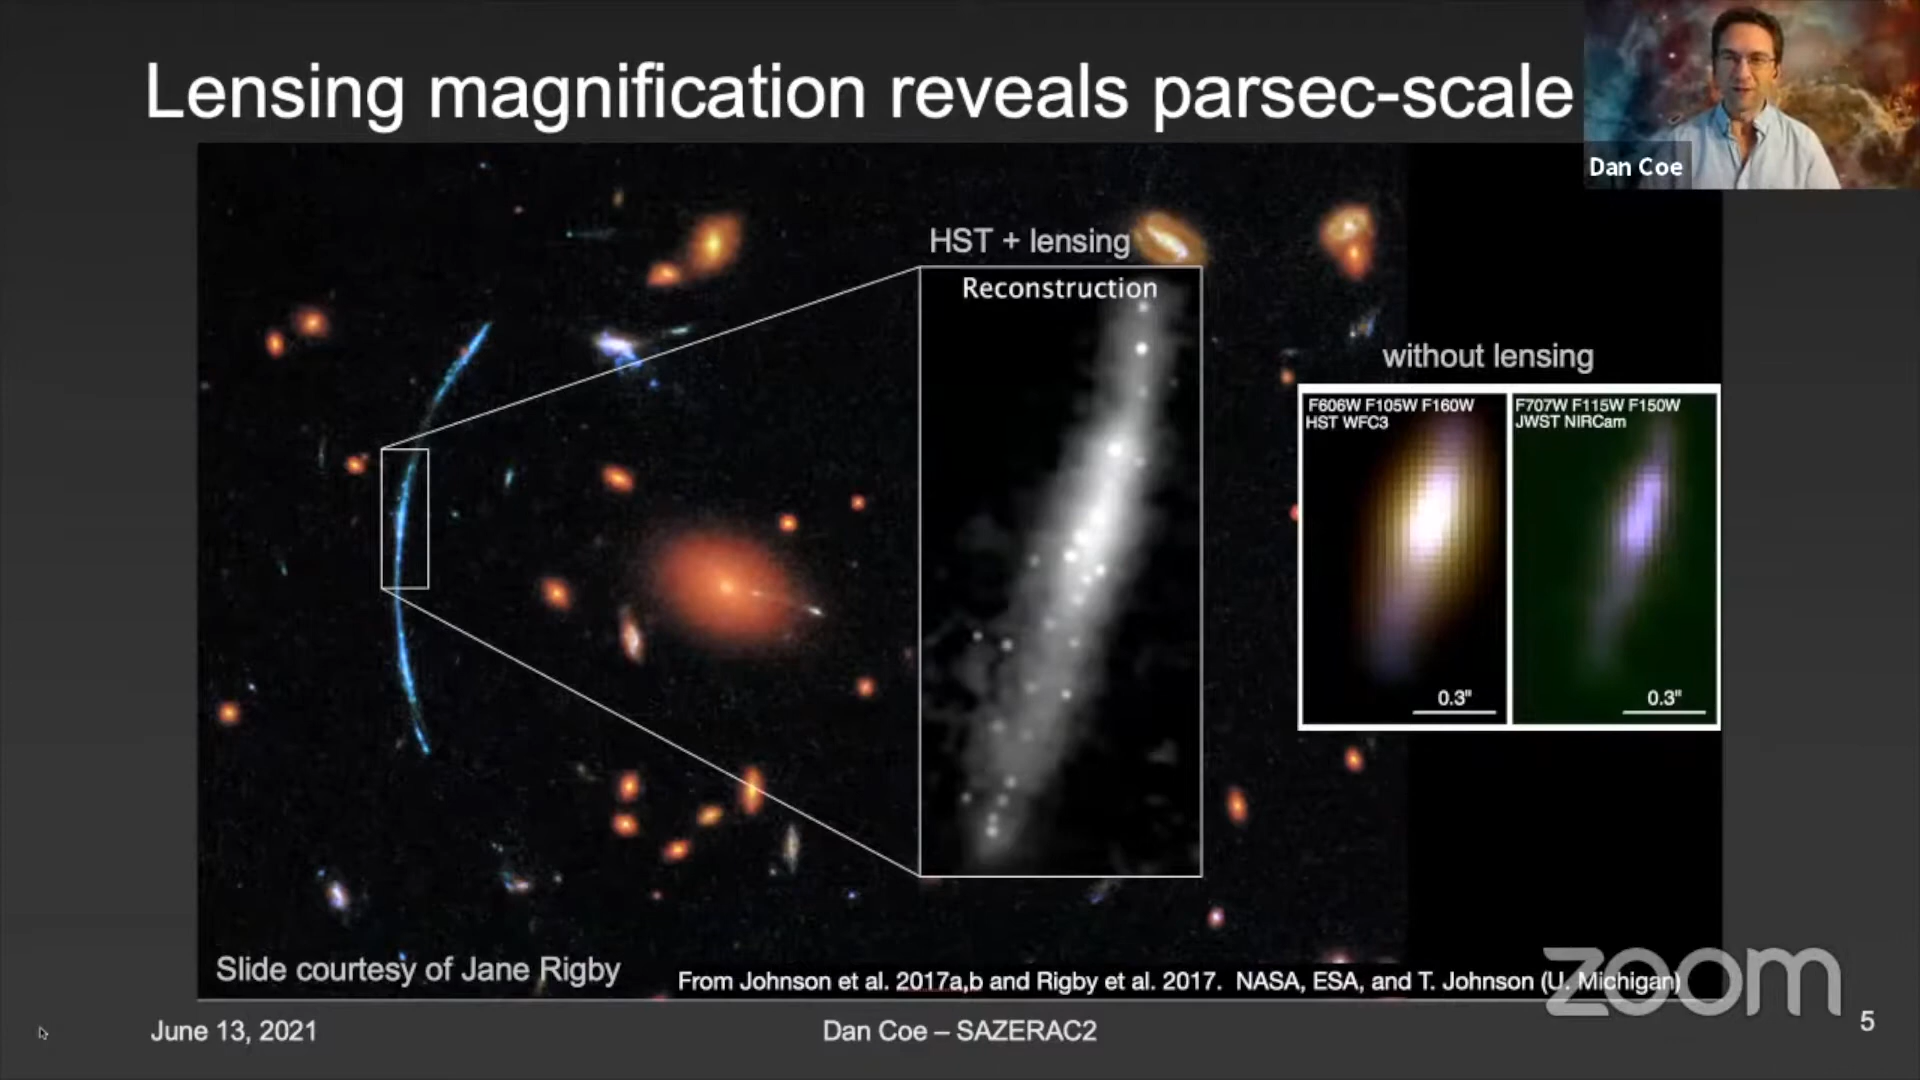 Lensing magnification reveals parsec-scale
Dan Coe
HST + lensing
Reconstruction
without lensing
F606W F105W F160W
HST WFC3
F707W F115W F150W
JWST NIRCam
0.3"
0.3"
Slide courtesy of Jane Rigby
From Johnson et al. 2017a,b and Rigby et al. 2017. NASA, ESA, and T. Johnson (U. Michigan)
zoom
June 13, 2021
Dan Coe – SAZERAC2
5